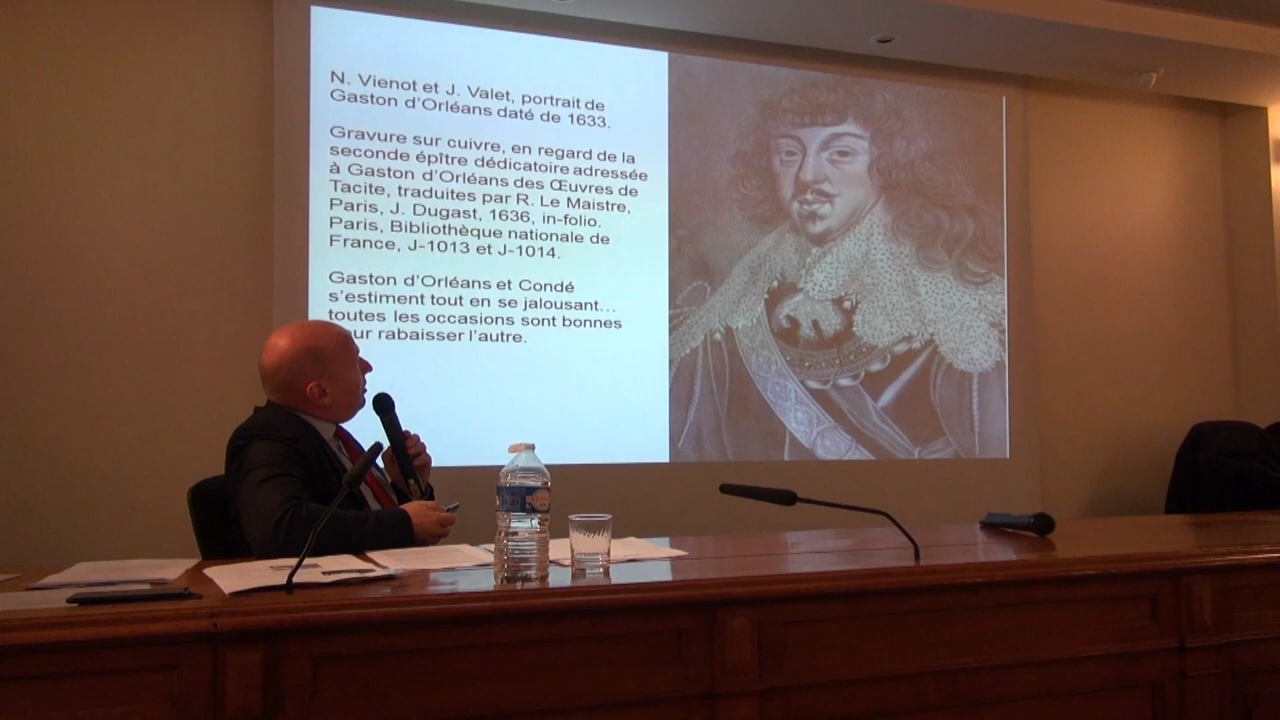 N. Vienot et J. Valet, portrait de
Gaston d'Orléans daté de 1633.
Gravure sur cuivre, en regard de la
seconde épître dédicatoire adressée
à Gaston d'Orléans des Œuvres de
Tacite, traduites par R. Le Maistre,
Paris, J. Dugast, 1636, in-folio.
Paris, Bibliothèque nationale de
France, J-1013 et J-1014.
Gaston d'Orléans et Condé
s'estiment tout en se jalousant…
toutes les occasions sont bonnes
rabaisser l'autre.